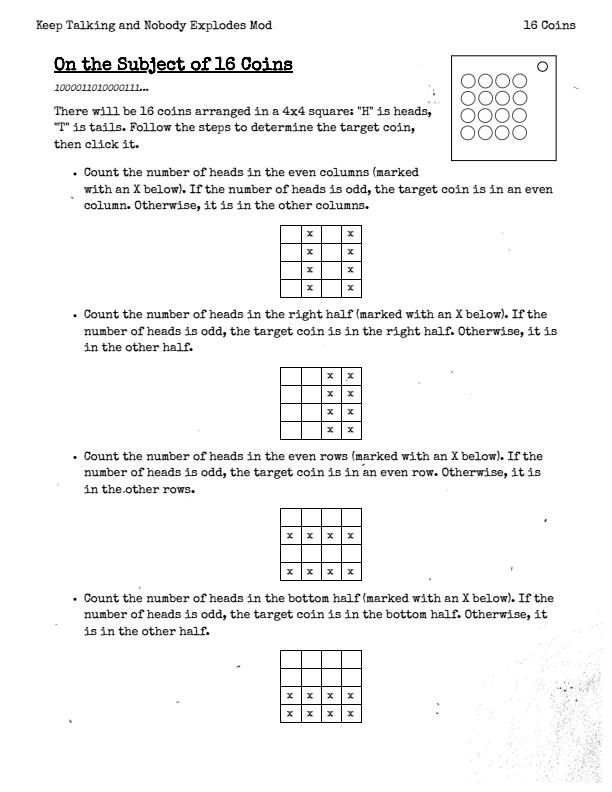 Keep Talking and Nobody Explodes Mod 16 Coins
On the Subject of 16 Coins
1000011010000111...
There will be 16 coins arranged in a 4x4 square: "H" is heads,
"T" is tails. Follow the steps to determine the target coin,
then click it.
• Count the number of heads in the even columns (marked
with an X below). If the number of heads is odd, the target coin is in an even
column. Otherwise, it is in the other columns.
x x
x x
x x
x x
• Count the number of heads in the right half (marked with an X below). If the
number of heads is odd, the target coin is in the right half. Otherwise, it is
in the other half.
x x
x x
x x
x x
• Count the number of heads in the even rows (marked with an X below). If the
number of heads is odd, the target coin is in an even row. Otherwise, it is
in the other rows.
x x x x
x x x x
• Count the number of heads in the bottom half (marked with an X below). If the
number of heads is odd, the target coin is in the bottom half. Otherwise, it
is in the other half.
x x x x
x x x x